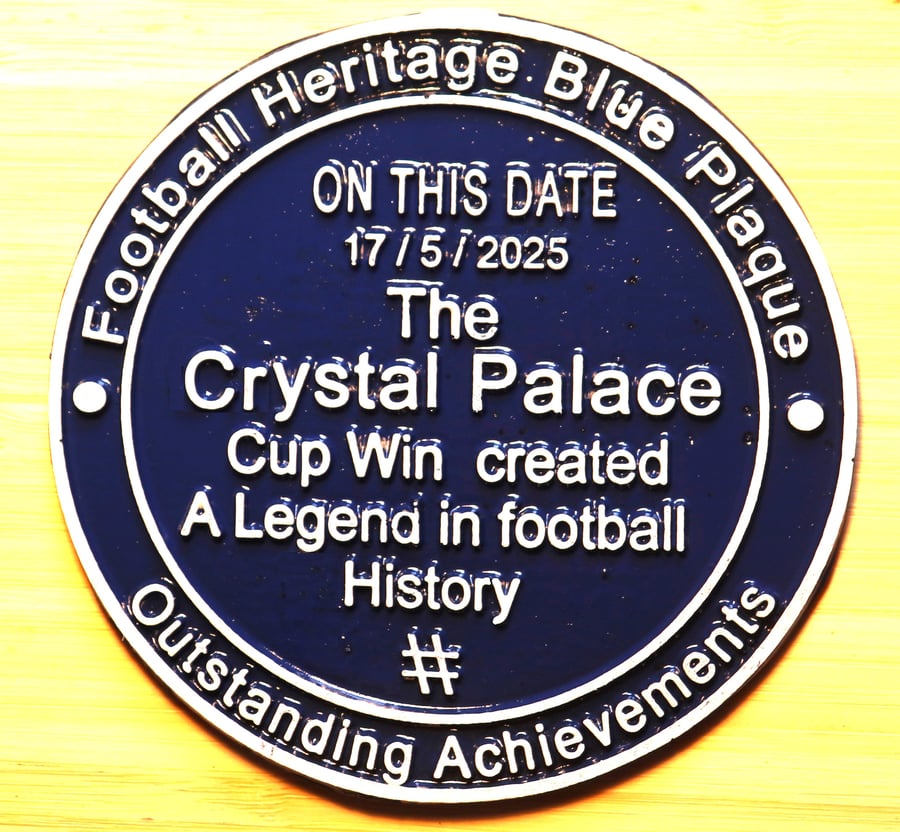 Football Heritage Blue Plaque
ON THIS DATE
17/5/2025
The
Crystal Palace
Cup Win created
A Legend in football
History
#
Outstanding Achievements